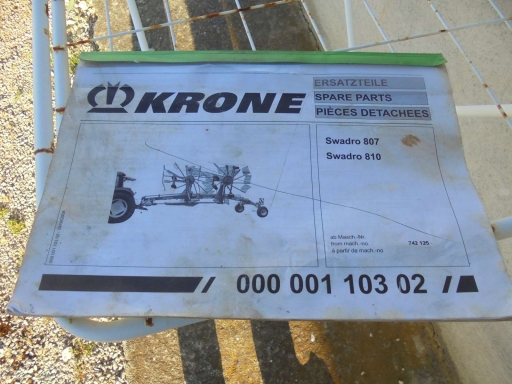 KRONE
ERSATZTEILE
SPARE PARTS
PIÈCES DETACHEES
Swadro 807
Swadro 810
ab Masch.-Nr.
from mach.-no.
à partir de mach.-no.
742 125
000 001 103 02